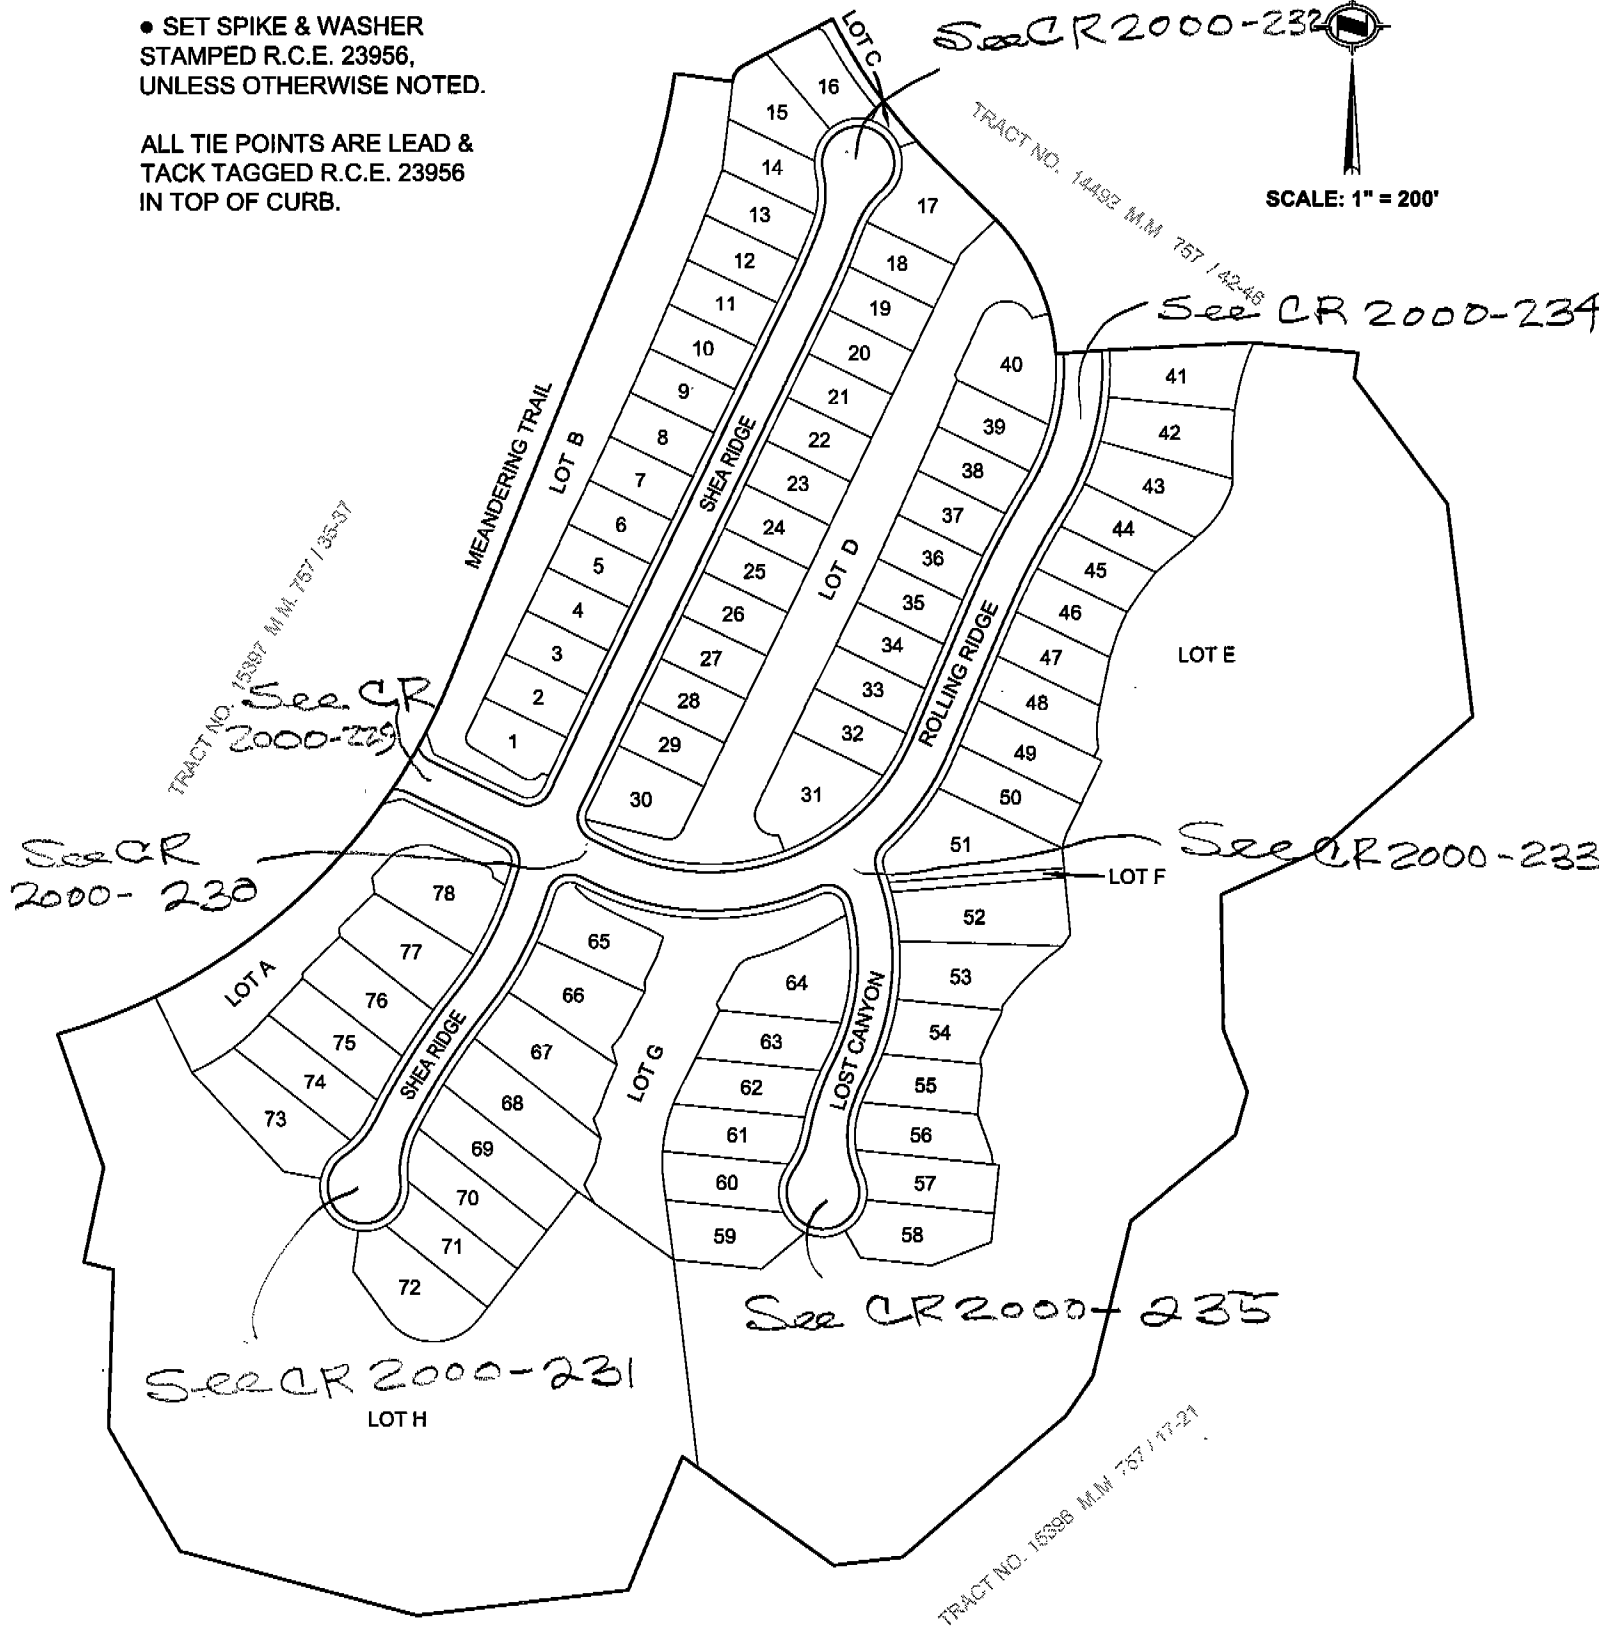 ● SET SPIKE & WASHER
STAMPED R.C.E. 23956,
UNLESS OTHERWISE NOTED.
ALL TIE POINTS ARE LEAD &
TACK TAGGED R.C.E. 23956
IN TOP OF CURB.
LOT C
See CR 2000-232
SCALE: 1" = 200'
TRACT NO. 14492 M.M 757 / 42-46
See CR 2000-234
16
15
14
13
12
11
10
9
8
7
6
5
4
3
2
1
17
18
19
20
21
22
23
24
25
26
27
28
29
30
MEANDERING TRAIL
LOT B
SHEA RIDGE
LOT D
40
39
38
37
36
35
34
33
32
31
ROLLING RIDGE
41
42
43
44
45
46
47
48
49
50
51
LOT E
TRACT NO. 15397 M.M. 757 / 35-37
See CR
2000-229
See CR
2000-230
See CR 2000-233
LOT F
52
53
54
55
56
57
58
LOST CANYON
64
63
62
61
60
59
LOT G
65
66
67
68
69
70
71
72
SHEA RIDGE
78
77
76
75
74
73
LOT A
See CR 2000-235
See CR 2000-231
LOT H
TRACT NO. 15398 M.M 757 / 17-21